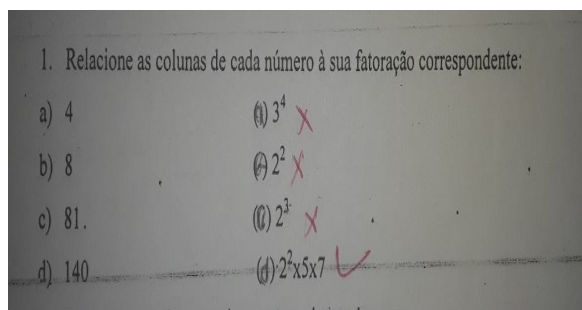 1. Relacione as colunas de cada número à sua fatoração correspondente:
a) 4 ( ) 3⁴
b) 8 ( ) 2²
c) 81. ( ) 2³
d) 140 (d) 2²x5x7